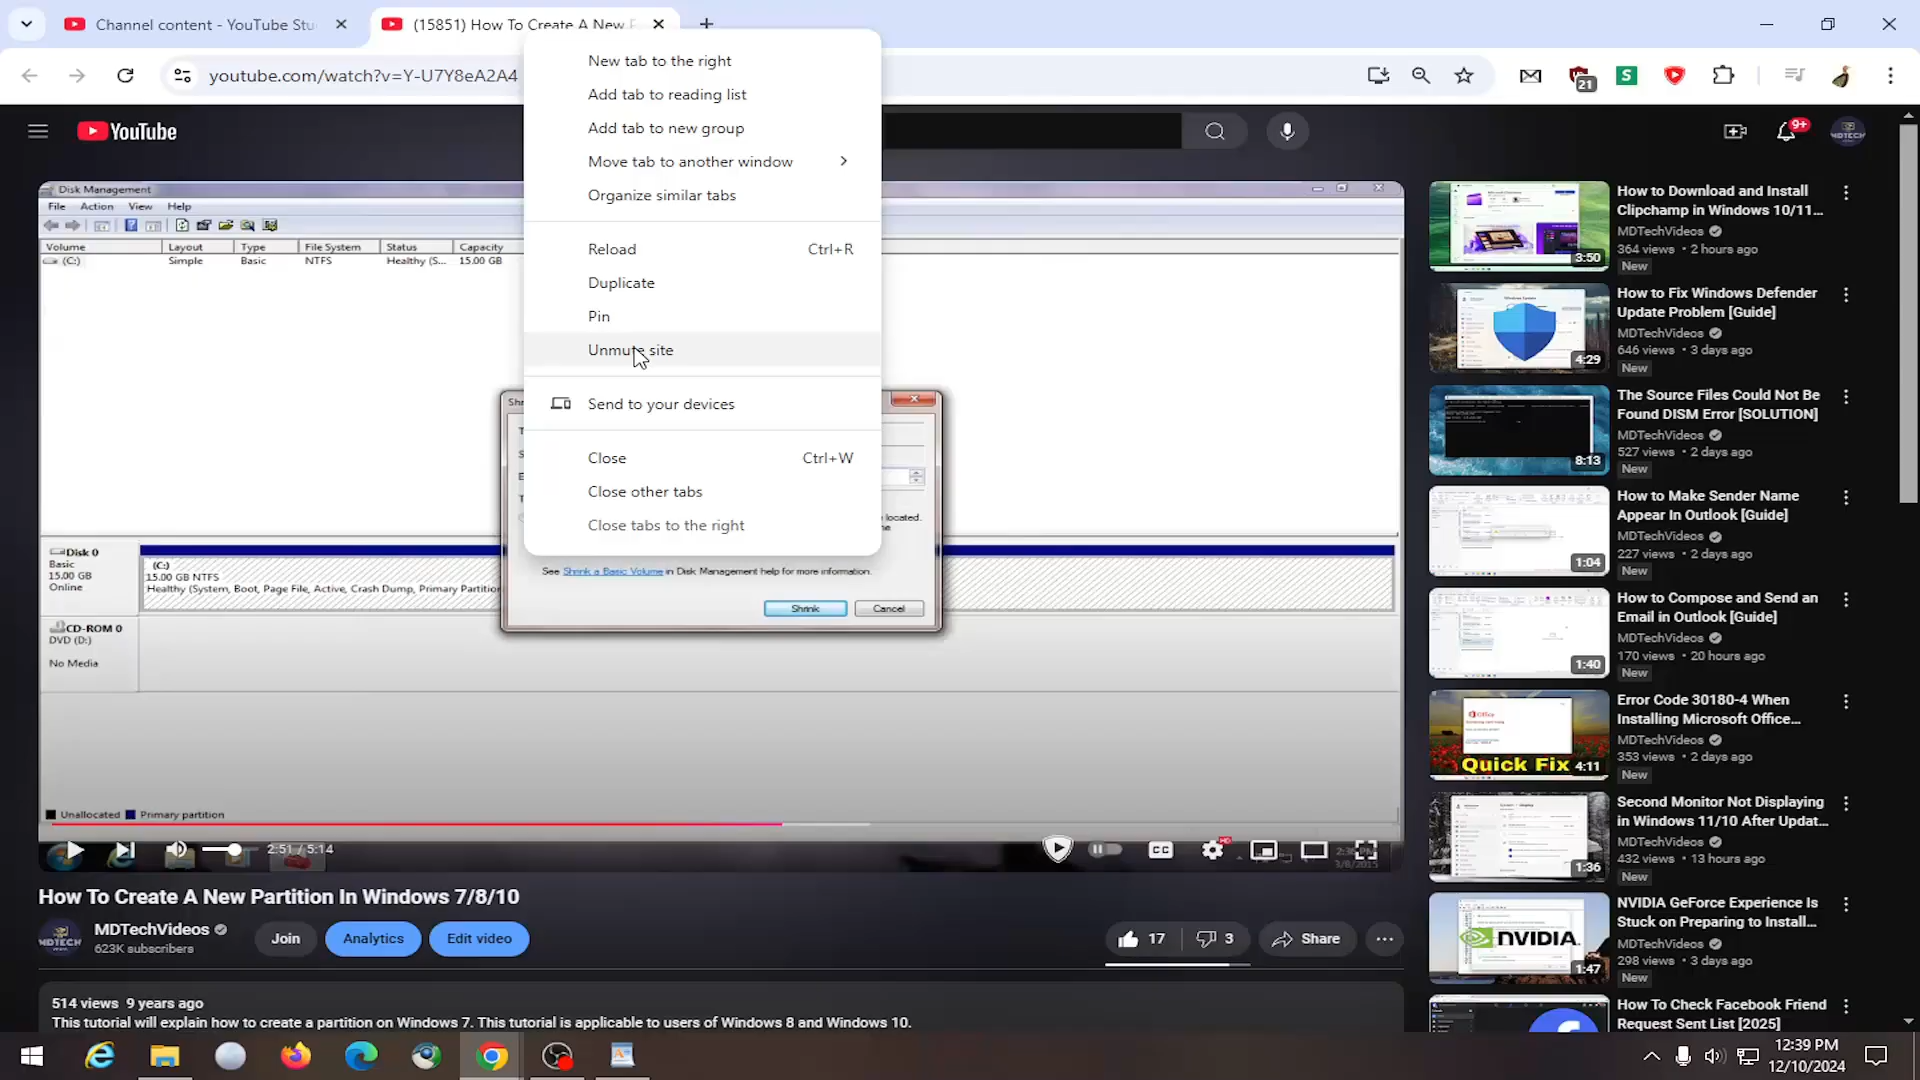 Channel content - YouTube Stu
(15851) How To Create A New P
youtube.com/watch?v=Y-U7Y8eA2A4
21
S
New tab to the right
Add tab to reading list
Add tab to new group
Move tab to another window
Organize similar tabs
Reload Ctrl+R
Duplicate
Pin
Unmute site
Send to your devices
Close Ctrl+W
Close other tabs
Close tabs to the right
YouTube
9+
Disk Management
File Action View Help
Volume Layout Type File System Status Capacity
(C:) Simple Basic NTFS Healthy (S... 15.00 GB
located.
See Shrink a Basic Volume in Disk Management help for more information.
Shrink Cancel
Disk 0
Basic
15.00 GB
Online
(C:)
15.00 GB NTFS
Healthy (System, Boot, Page File, Active, Crash Dump, Primary Partition
CD-ROM 0
DVD (D:)
No Media
Unallocated Primary partition
2:51 / 5:14
CC
HD
3/8/2015
How To Create A New Partition In Windows 7/8/10
MDTechVideos
623K subscribers
Join
Analytics
Edit video
17
3
Share
514 views 9 years ago
This tutorial will explain how to create a partition on Windows 7. This tutorial is applicable to users of Windows 8 and Windows 10.
3:50
How to Download and Install
Clipchamp in Windows 10/11...
MDTechVideos
364 views • 2 hours ago
New
4:29
How to Fix Windows Defender
Update Problem [Guide]
MDTechVideos
646 views • 3 days ago
New
8:13
The Source Files Could Not Be
Found DISM Error [SOLUTION]
MDTechVideos
527 views • 2 days ago
New
1:04
How to Make Sender Name
Appear In Outlook [Guide]
MDTechVideos
227 views • 2 days ago
New
1:40
How to Compose and Send an
Email in Outlook [Guide]
MDTechVideos
170 views • 20 hours ago
New
Office
Quick Fix
4:11
Error Code 30180-4 When
Installing Microsoft Office...
MDTechVideos
353 views • 2 days ago
New
1:36
Second Monitor Not Displaying
in Windows 11/10 After Updat...
MDTechVideos
432 views • 13 hours ago
New
NVIDIA.
1:47
NVIDIA GeForce Experience Is
Stuck on Preparing to Install...
MDTechVideos
298 views • 3 days ago
New
How To Check Facebook Friend
Request Sent List [2025]
12:39 PM
12/10/2024